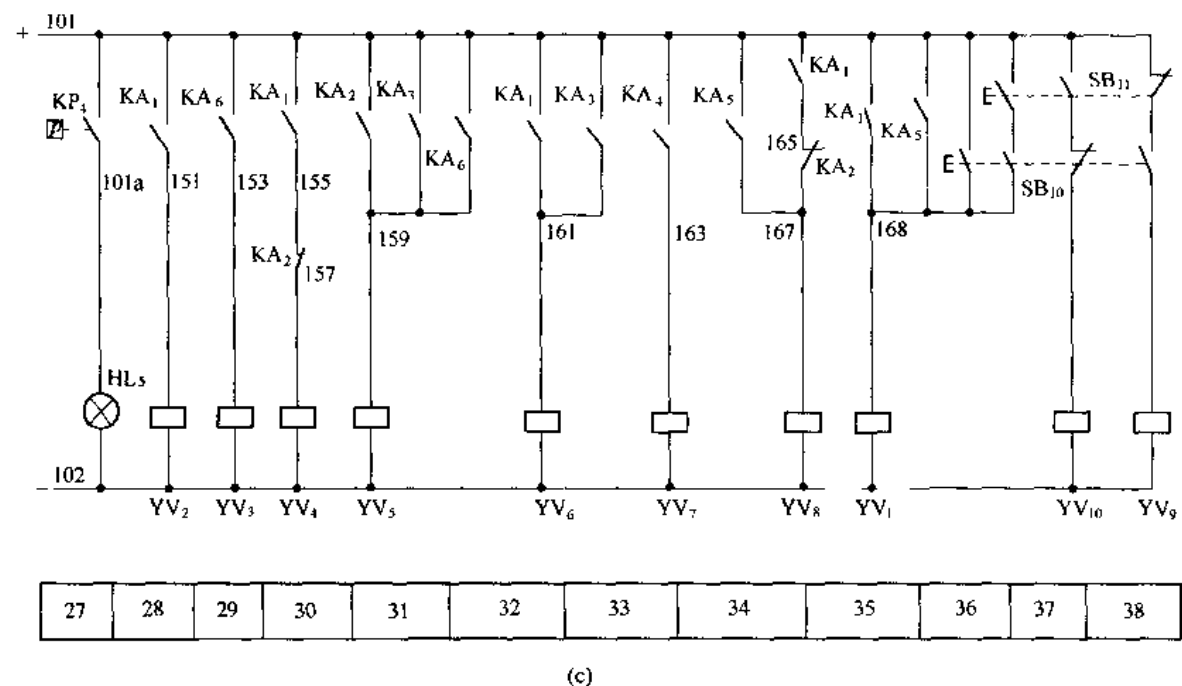 101
+
KP₄ KA₁ KA₆ KA₁ KA₂ KA₃ KA₁ KA₃ KA₄ KA₅ KA₁ SB₁₁
P KA₁ KA₅ E
165
KA₆ KA₂ E
101a 151 153 155 SB₁₀
159 161 163 167 168
KA₂ 157
HL₅
102
YV₂ YV₃ YV₄ YV₅ YV₆ YV₇ YV₈ YV₁ YV₁₀ YV₉
27 28 29 30 31 32 33 34 35 36 37 38
(c)